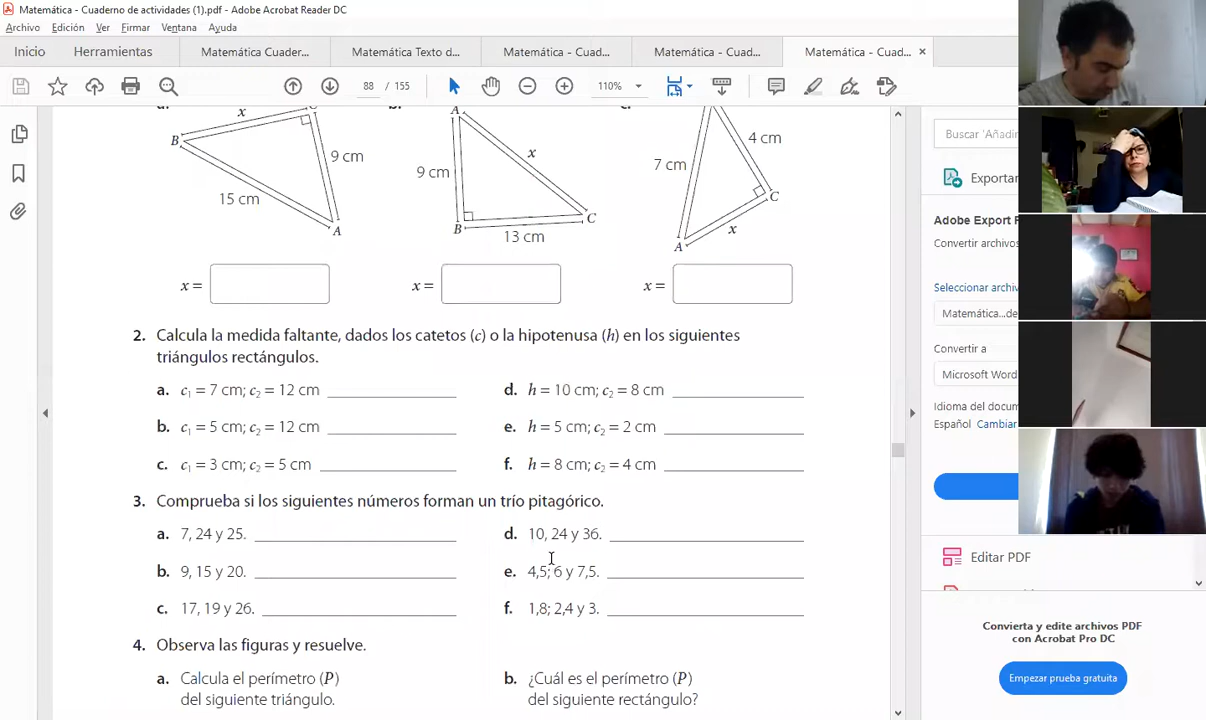 Matemática - Cuaderno de actividades (1).pdf - Adobe Acrobat Reader DC
Archivo Edición Ver Firmar Ventana Ayuda
Inicio Herramientas Matemática Cuader... Matemática Texto d... Matemática - Cuad... Matemática - Cuad... Matemática - Cuad... ×
88 / 155 110%
x
B
9 cm
15 cm
A
A
9 cm
x
B
13 cm
C
7 cm
4 cm
C
A
x
x =
x =
x =
2. Calcula la medida faltante, dados los catetos (c) o la hipotenusa (h) en los siguientes
triángulos rectángulos.
a. c₁ = 7 cm; c₂ = 12 cm
d. h = 10 cm; c₂ = 8 cm
b. c₁ = 5 cm; c₂ = 12 cm
e. h = 5 cm; c₂ = 2 cm
c. c₁ = 3 cm; c₂ = 5 cm
f. h = 8 cm; c₂ = 4 cm
3. Comprueba si los siguientes números forman un trío pitagórico.
a. 7, 24 y 25.
d. 10, 24 y 36.
b. 9, 15 y 20.
e. 4,5; 6 y 7,5.
c. 17, 19 y 26.
f. 1,8; 2,4 y 3.
4. Observa las figuras y resuelve.
a. Calcula el perímetro (P)
del siguiente triángulo.
b. ¿Cuál es el perímetro (P)
del siguiente rectángulo?
Buscar 'Añadi
Exportar
Adobe Export
Convertir archivos
Seleccionar archivo
Matemática...de
Convertir a
Microsoft Word
Idioma del docum
Español Cambiar
Editar PDF
Convierta y edite archivos PDF
con Acrobat Pro DC
Empezar prueba gratuita